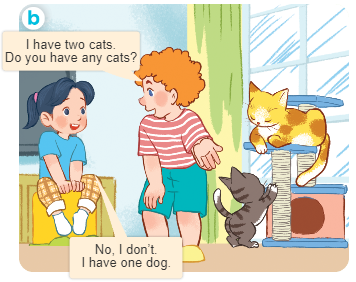 b
I have two cats.
Do you have any cats?
No, I don't.
I have one dog.